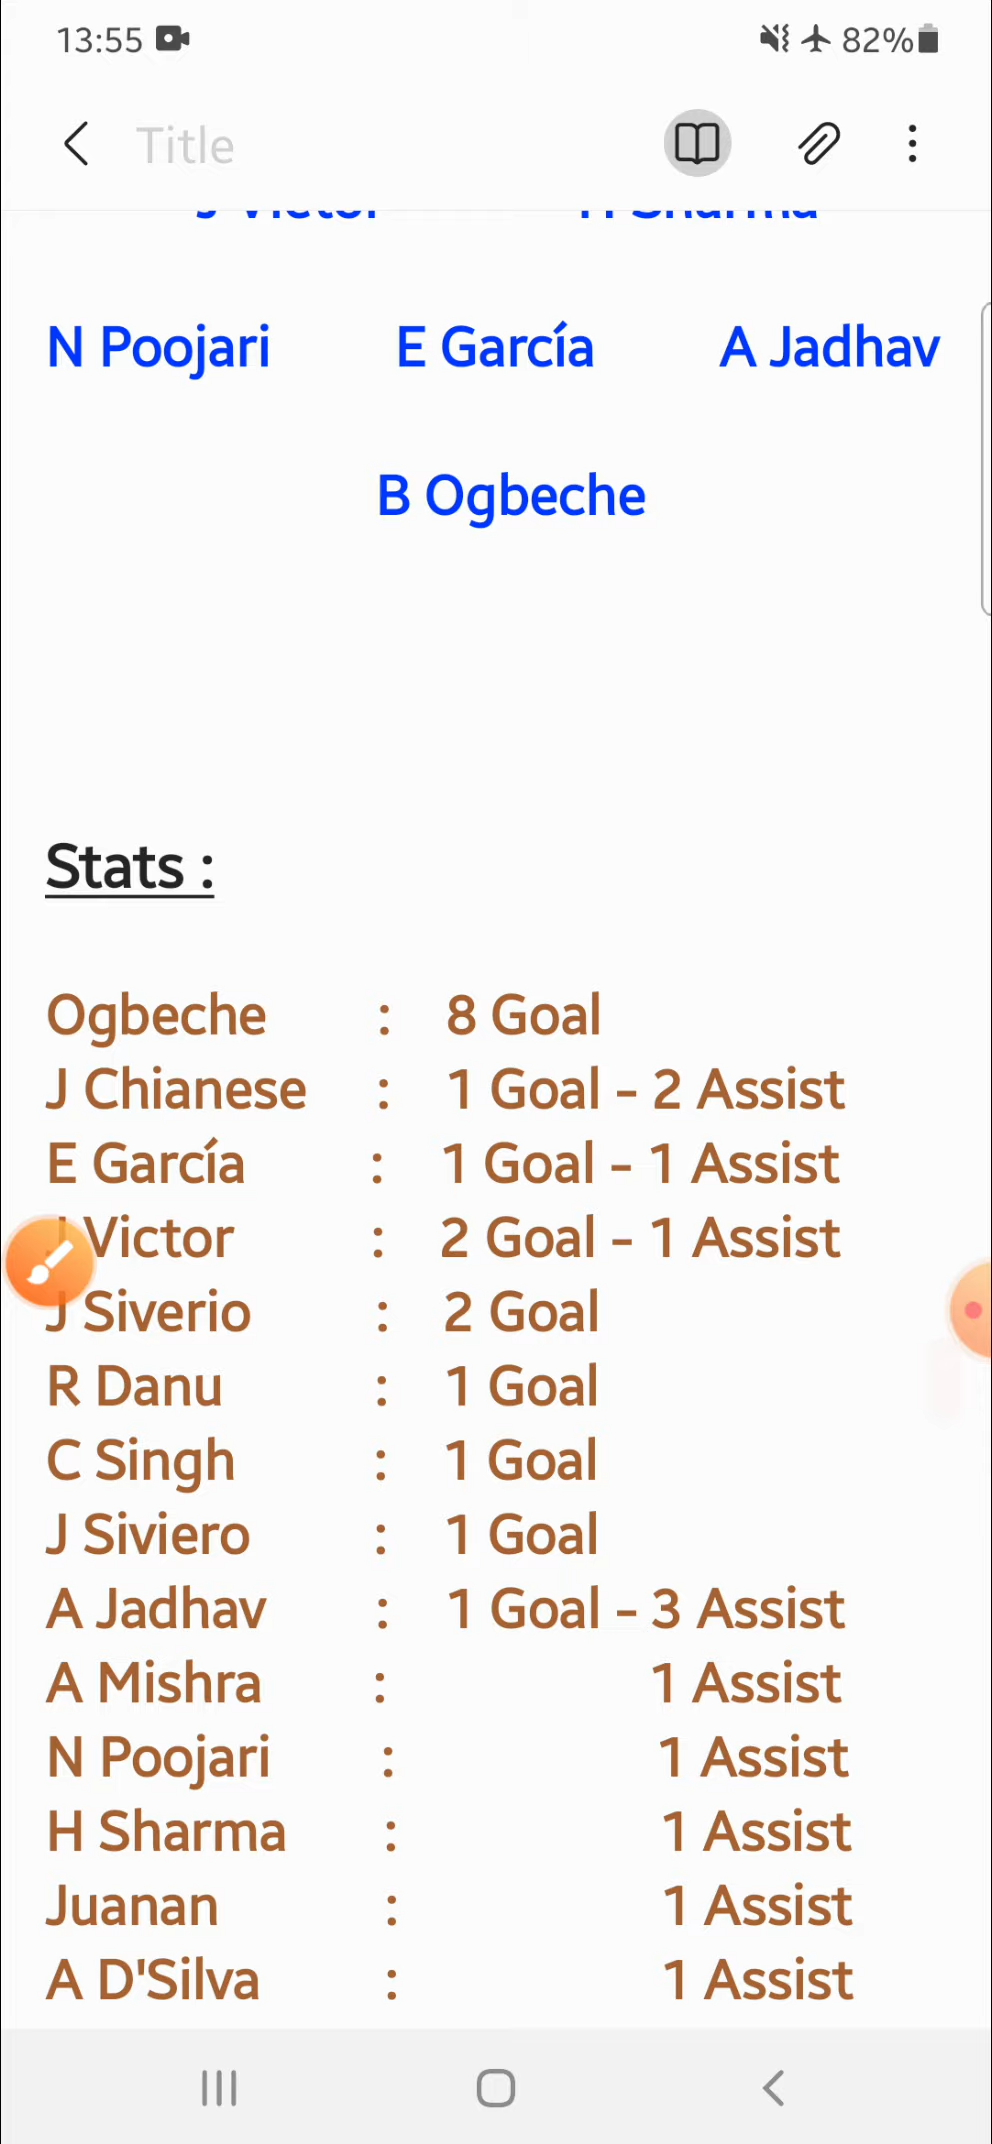 13:55 82%
Title
J Victor H Sharma
N Poojari E García A Jadhav
B Ogbeche
Stats :
Ogbeche : 8 Goal
J Chianese : 1 Goal - 2 Assist
E García : 1 Goal - 1 Assist
J Victor : 2 Goal - 1 Assist
J Siverio : 2 Goal
R Danu : 1 Goal
C Singh : 1 Goal
J Siviero : 1 Goal
A Jadhav : 1 Goal - 3 Assist
A Mishra : 1 Assist
N Poojari : 1 Assist
H Sharma : 1 Assist
Juanan : 1 Assist
A D'Silva : 1 Assist